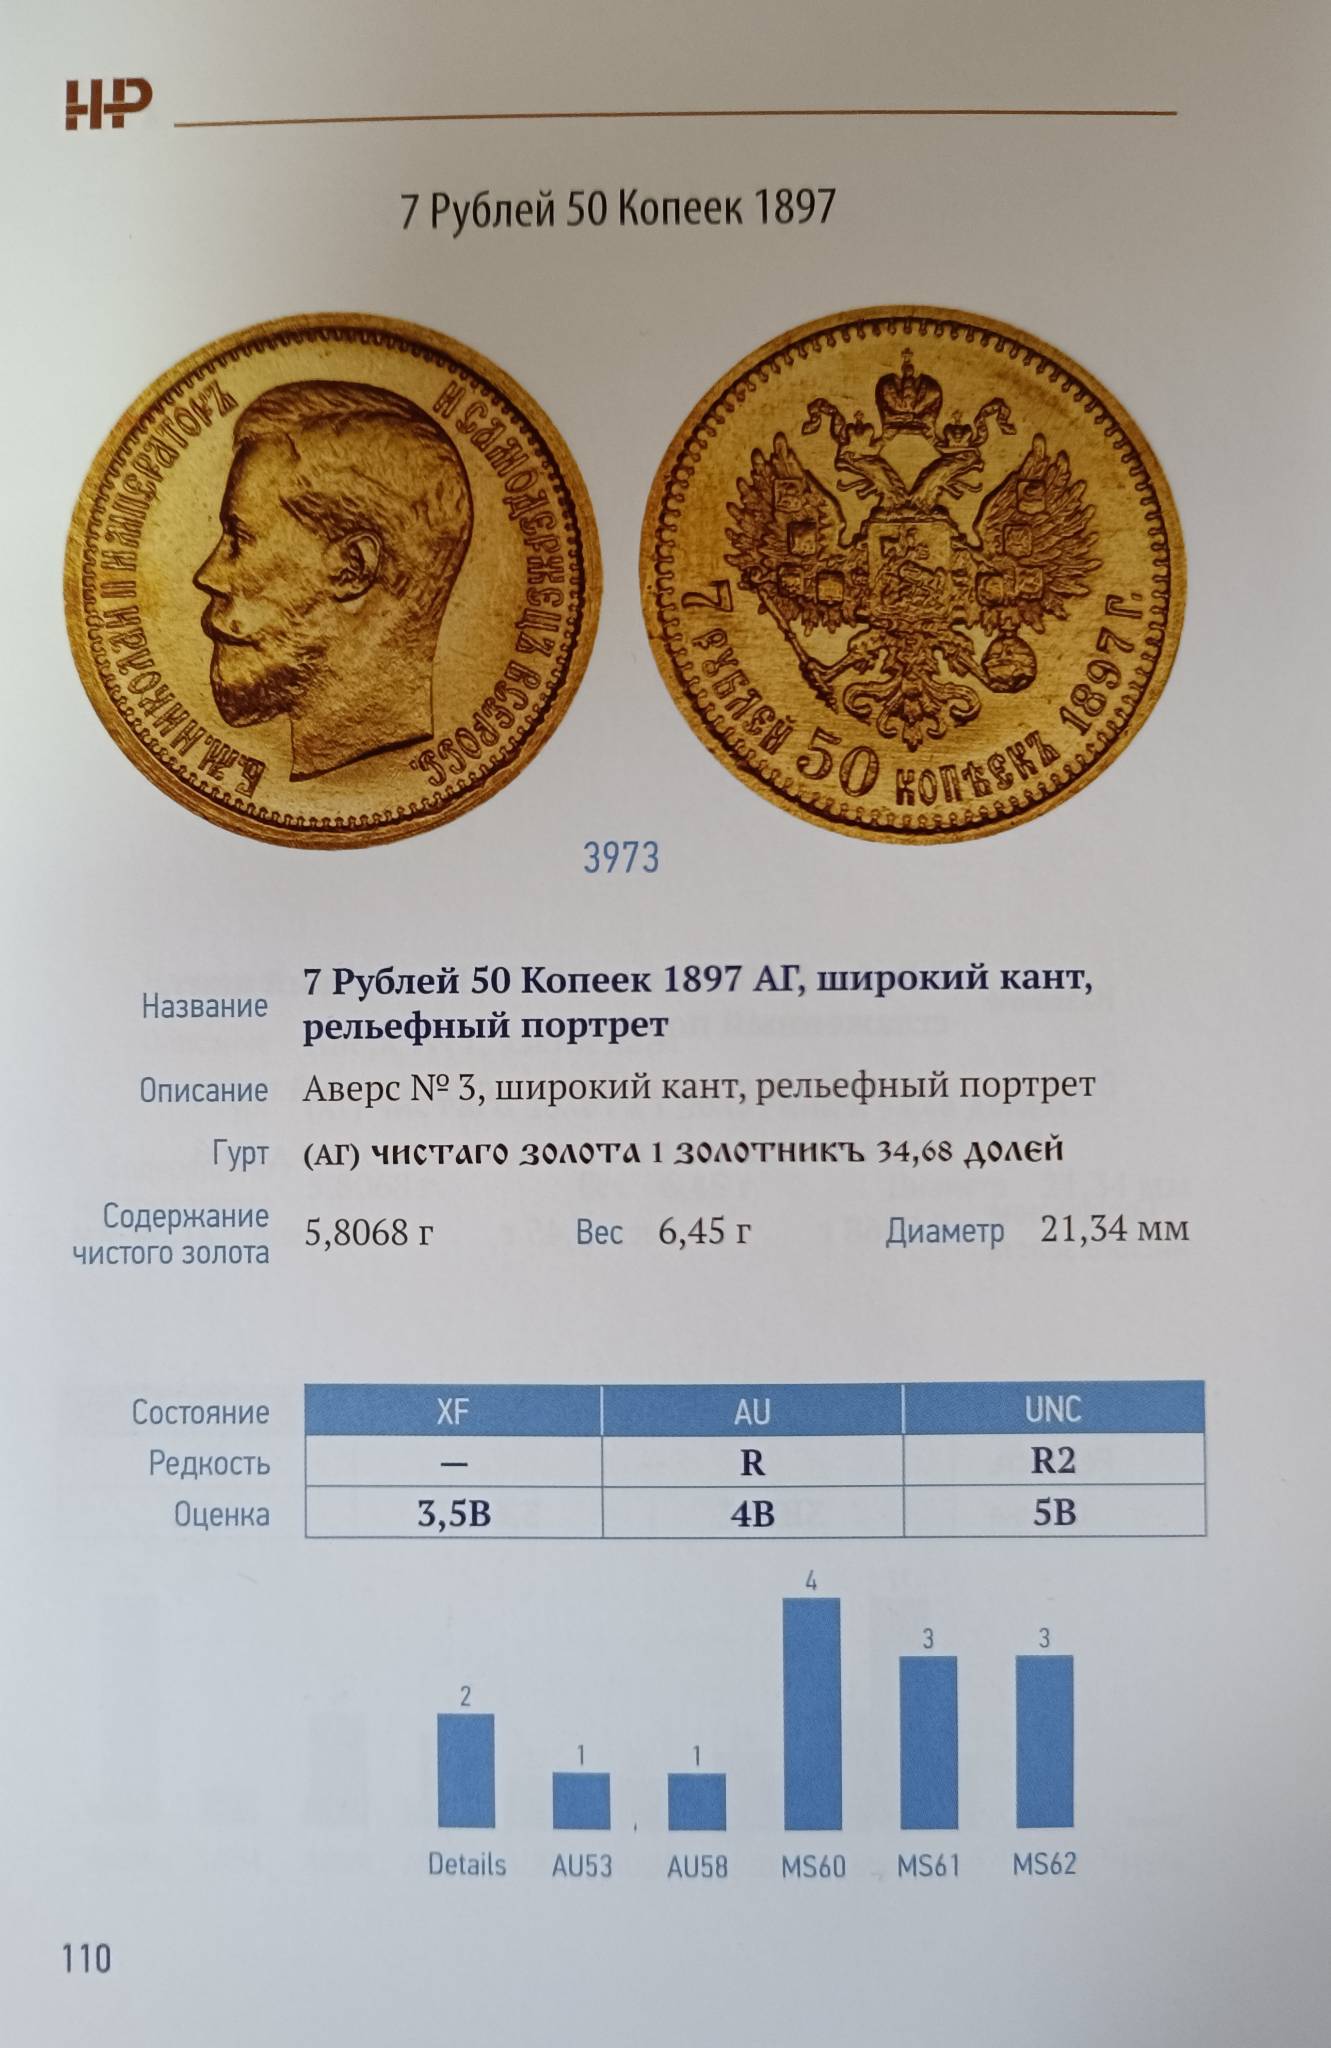 НР
7 Рублей 50 Копеек 1897
Б. М. НИКОЛАЙ II ИМПЕРАТОРЪ И САМОДЕРЖЕЦЪ ВСЕРОСС.
7 РУБЛЕЙ 50 КОПѢЕКЪ 1897 Г.
3973
Название
7 Рублей 50 Копеек 1897 АГ, широкий кант,
рельефный портрет
Описание Аверс № 3, широкий кант, рельефный портрет
Гурт (АГ) ЧИСТАГО ЗОЛОТА 1 ЗОЛОТНИКЪ 34,68 ДОЛЕЙ
Содержание
чистого золота 5,8068 г Вес 6,45 г Диаметр 21,34 мм
Состояние XF AU UNC
Редкость — R R2
Оценка 3,5В 4В 5В
2 1 1 4 3 3
Details AU53 AU58 MS60 MS61 MS62
110